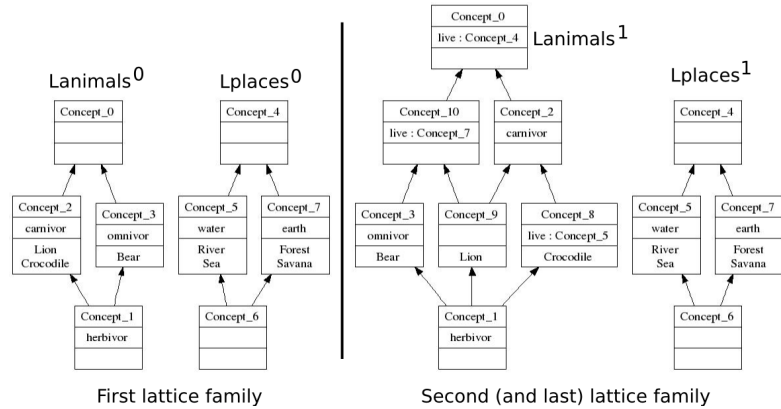 Lanimals0
Lplaces0
Concept_0
Concept_4
Concept_2
carnivor
Lion
Crocodile
Concept_3
omnivor
Bear
Concept_5
water
River
Sea
Concept_7
earth
Forest
Savana
Concept_1
herbivor
Concept_6
First lattice family
Concept_0
live : Concept_4
Lanimals1
Lplaces1
Concept_10
live : Concept_7
Concept_2
carnivor
Concept_4
Concept_3
omnivor
Bear
Concept_9
Lion
Concept_8
live : Concept_5
Crocodile
Concept_5
water
River
Sea
Concept_7
earth
Forest
Savana
Concept_1
herbivor
Concept_6
Second (and last) lattice family